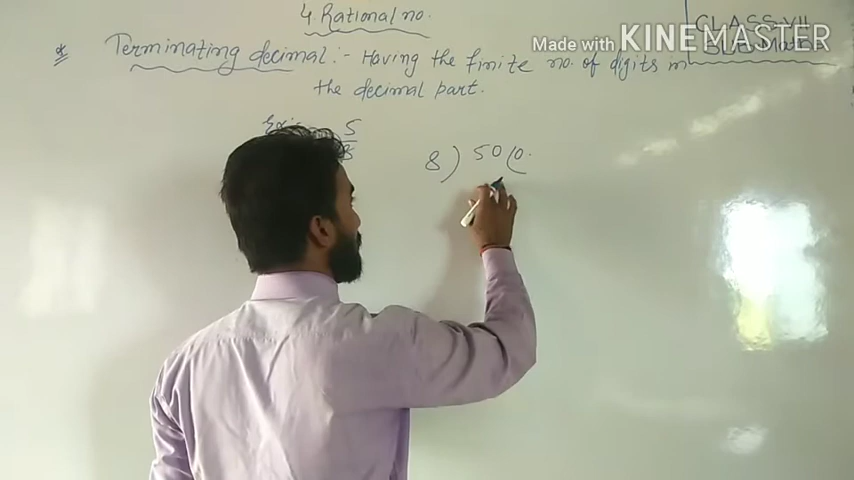 4. Rational no.
Made with KINEMASTER
CLASS-VII
* Terminating decimal :- Having the finite no. of digits in
the decimal part.
5
8) 50 (0.